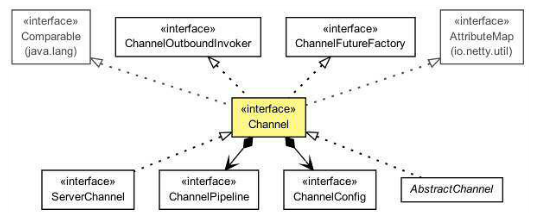 «interface»
Comparable
(java.lang)
«interface»
ChannelOutboundInvoker
«interface»
ChannelFutureFactory
«interface»
AttributeMap
(io.netty.util)
«interface»
Channel
«interface»
ServerChannel
«interface»
ChannelPipeline
«interface»
ChannelConfig
AbstractChannel